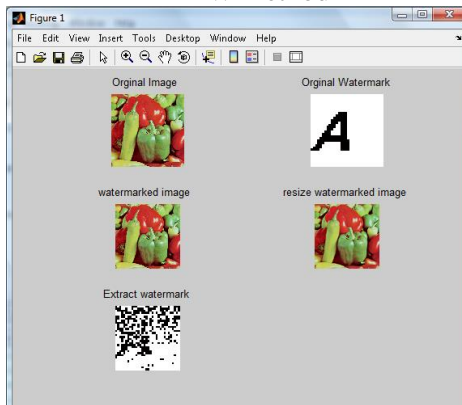 Figure 1
File Edit View Insert Tools Desktop Window Help
Orginal Image
Orginal Watermark
A
watermarked image
resize watermarked image
Extract watermark